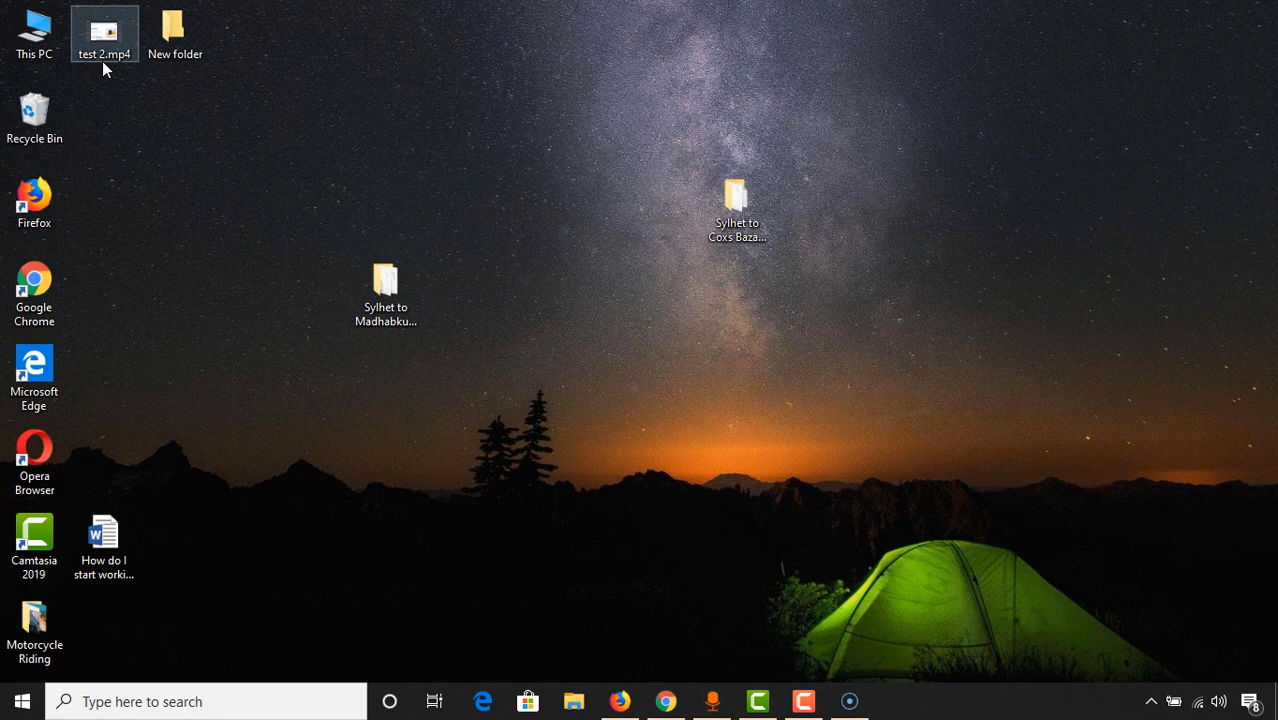 This PC
test 2.mp4
New folder
Recycle Bin
Firefox
Sylhet to
Coxs Baza...
Google
Chrome
Sylhet to
Madhabku...
Microsoft
Edge
Opera
Browser
Camtasia
2019
How do I
start worki...
Motorcycle
Riding
Type here to search
8